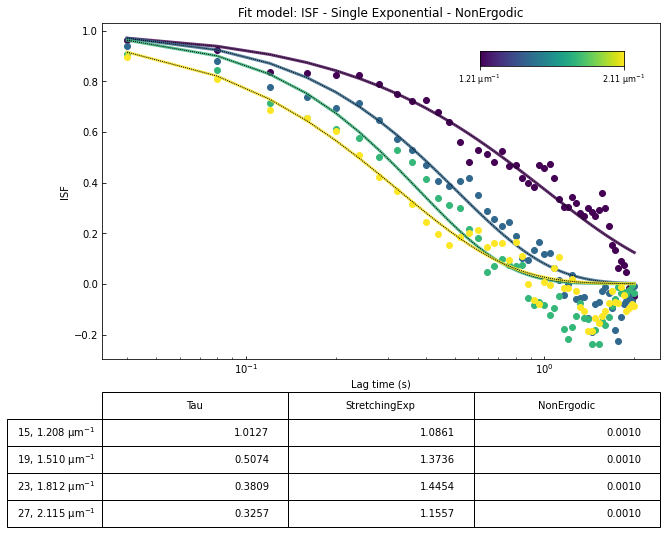 Fit model: ISF - Single Exponential - NonErgodic
1.0
0.8
0.6
0.4
0.2
0.0
−0.2
ISF
1.21 μm⁻¹ 2.11 μm⁻¹
10⁻¹ 10⁰
Lag time (s)
Tau StretchingExp NonErgodic
15, 1.208 μm⁻¹ 1.0127 1.0861 0.0010
19, 1.510 μm⁻¹ 0.5074 1.3736 0.0010
23, 1.812 μm⁻¹ 0.3809 1.4454 0.0010
27, 2.115 μm⁻¹ 0.3257 1.1557 0.0010